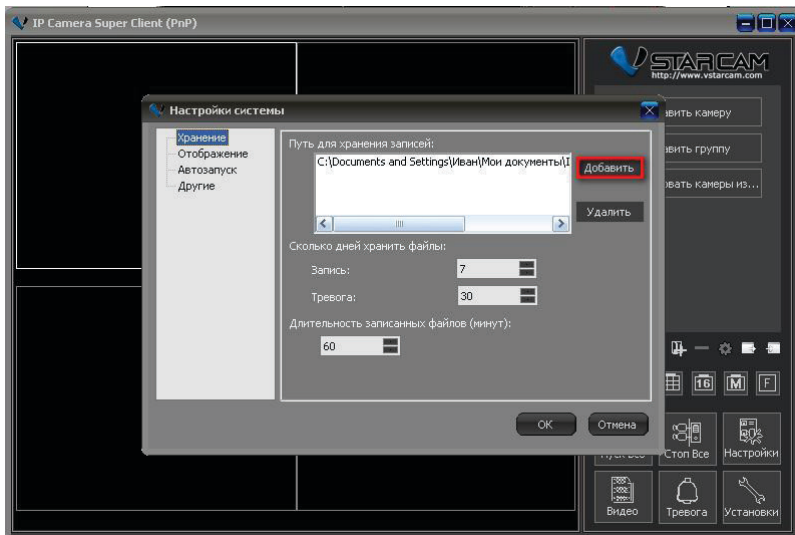 IP Camera Super Client (PnP)
VSTARCAM
http://www.vstarcam.com
Настройки системы
Хранение
Отображение
Автозапуск
Другие
Путь для хранения записей:
C:\Documents and Settings\Иван\Мои документы\I
Добавить
Удалить
Сколько дней хранить файлы:
Запись:
7
Тревога:
30
Длительность записанных файлов (минут):
60
OK
Отмена
авить камеру
авить группу
овать камеры из...
16
M
F
Стоп Все
Настройки
Видео
Тревога
Установки